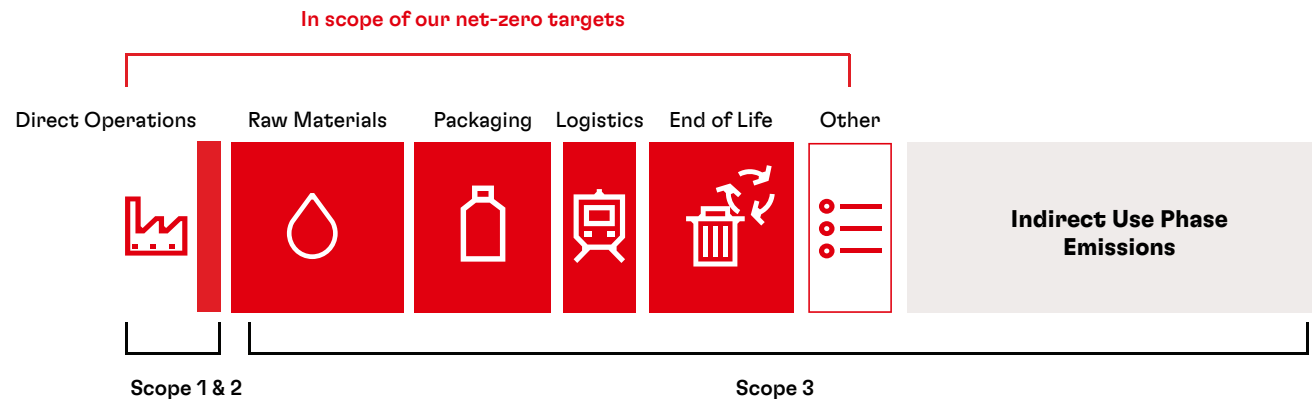 In scope of our net-zero targets
Direct Operations
Raw Materials
Packaging
Logistics
End of Life
Other
Indirect Use Phase
Emissions
Scope 1 & 2
Scope 3